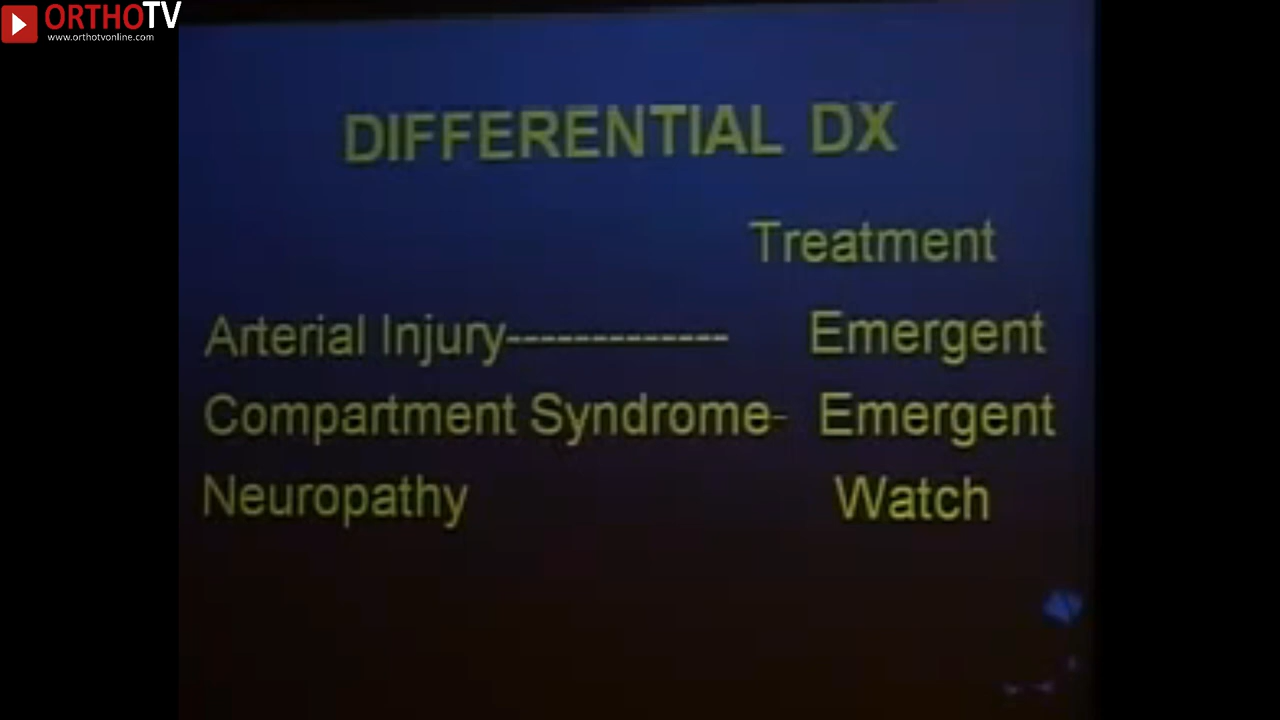 ORTHOTV
www.orthotvonline.com
DIFFERENTIAL DX
Treatment
Arterial Injury------------- Emergent
Compartment Syndrome- Emergent
Neuropathy Watch